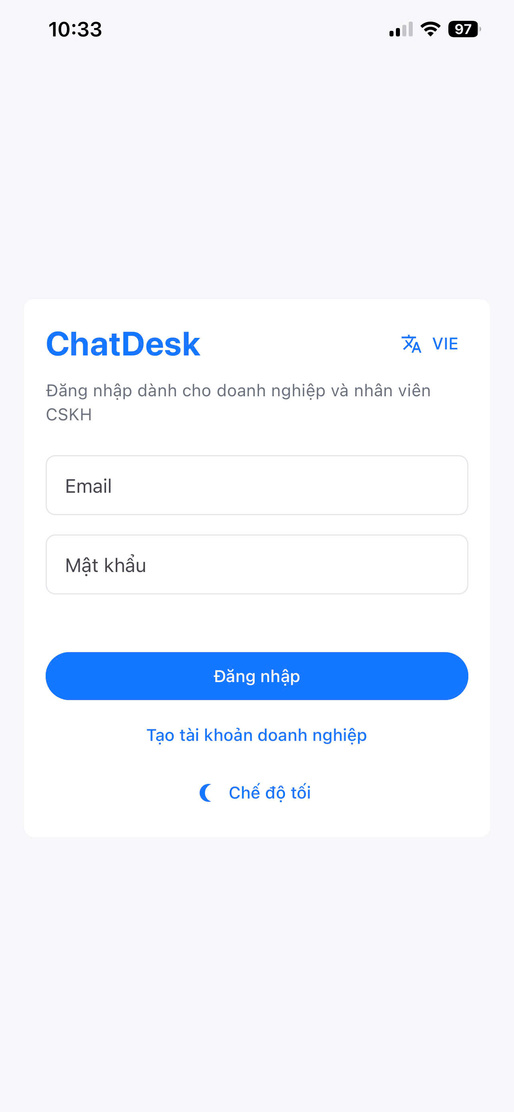 10:33
97
ChatDesk
VIE
Đăng nhập dành cho doanh nghiệp và nhân viên
CSKH
Email
Mật khẩu
Đăng nhập
Tạo tài khoản doanh nghiệp
Chế độ tối